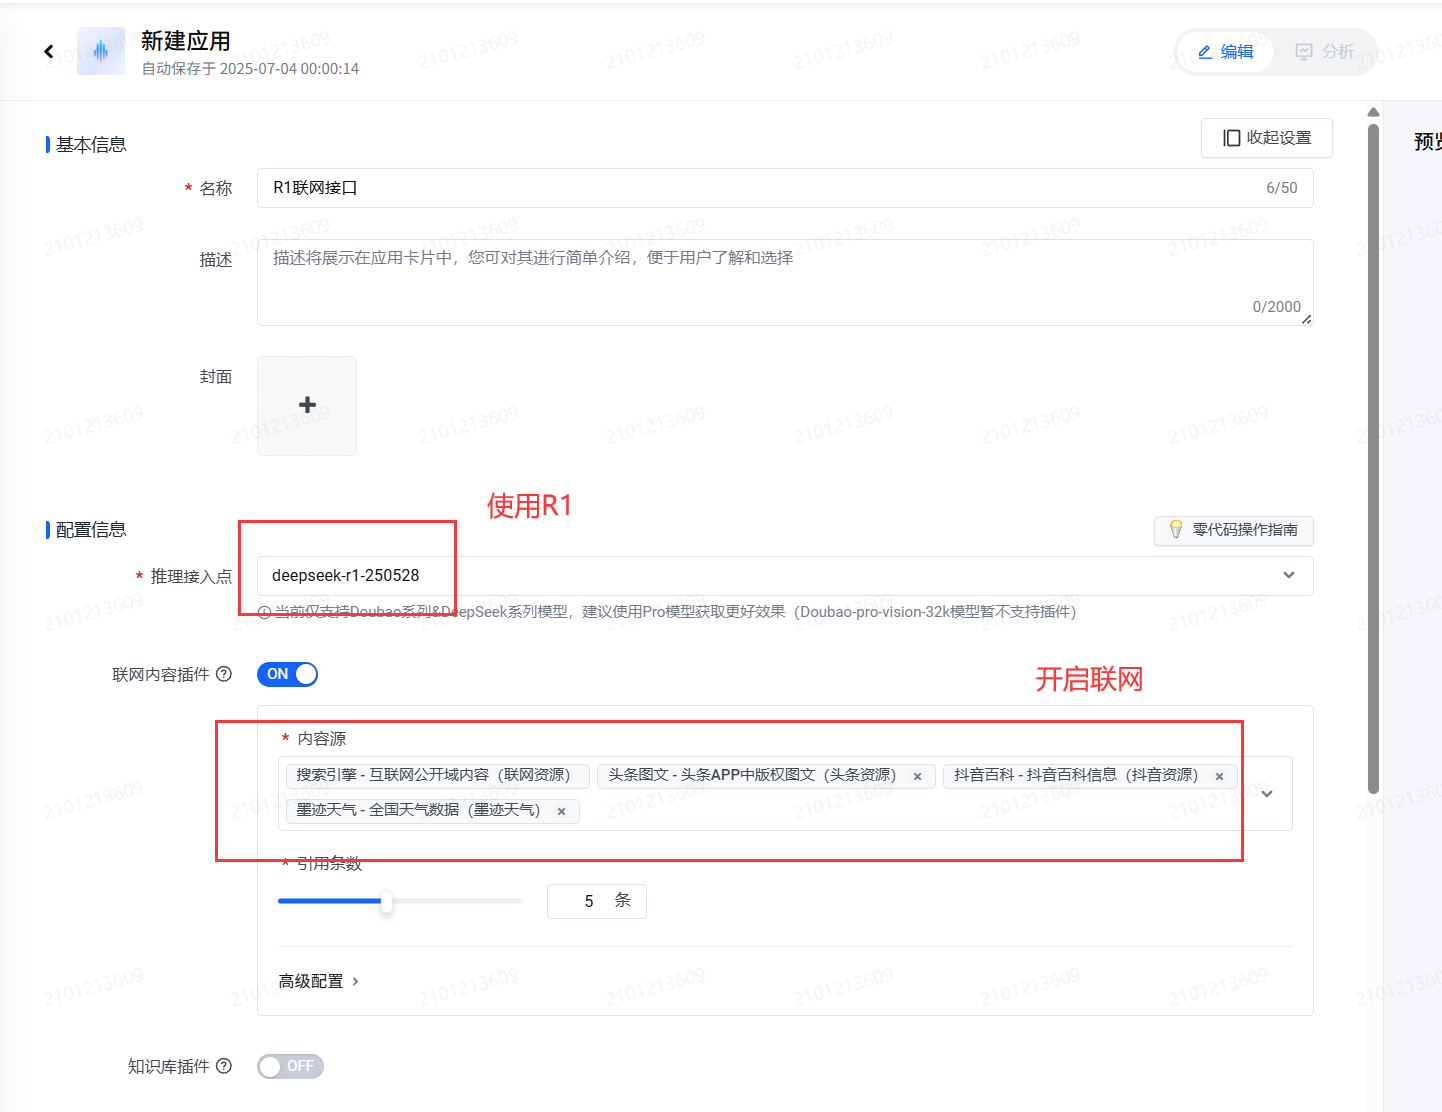 新建应用
自动保存于 2025-07-04 00:00:14
编辑
分析
基本信息
收起设置
预览
* 名称
R1联网接口
6/50
描述
描述将展示在应用卡片中，您可对其进行简单介绍，便于用户了解和选择
0/2000
封面
使用R1
配置信息
零代码操作指南
* 推理接入点
deepseek-r1-250528
当前仅支持Doubao系列&DeepSeek系列模型，建议使用Pro模型获取更好效果（Doubao-pro-vision-32k模型暂不支持插件）
联网内容插件
ON
开启联网
* 内容源
搜索引擎 - 互联网公开域内容（联网资源）
头条图文 - 头条APP中版权图文（头条资源） ×
抖音百科 - 抖音百科信息（抖音资源） ×
墨迹天气 - 全国天气数据（墨迹天气） ×
* 引用条数
5 条
高级配置
知识库插件
OFF
2101213609